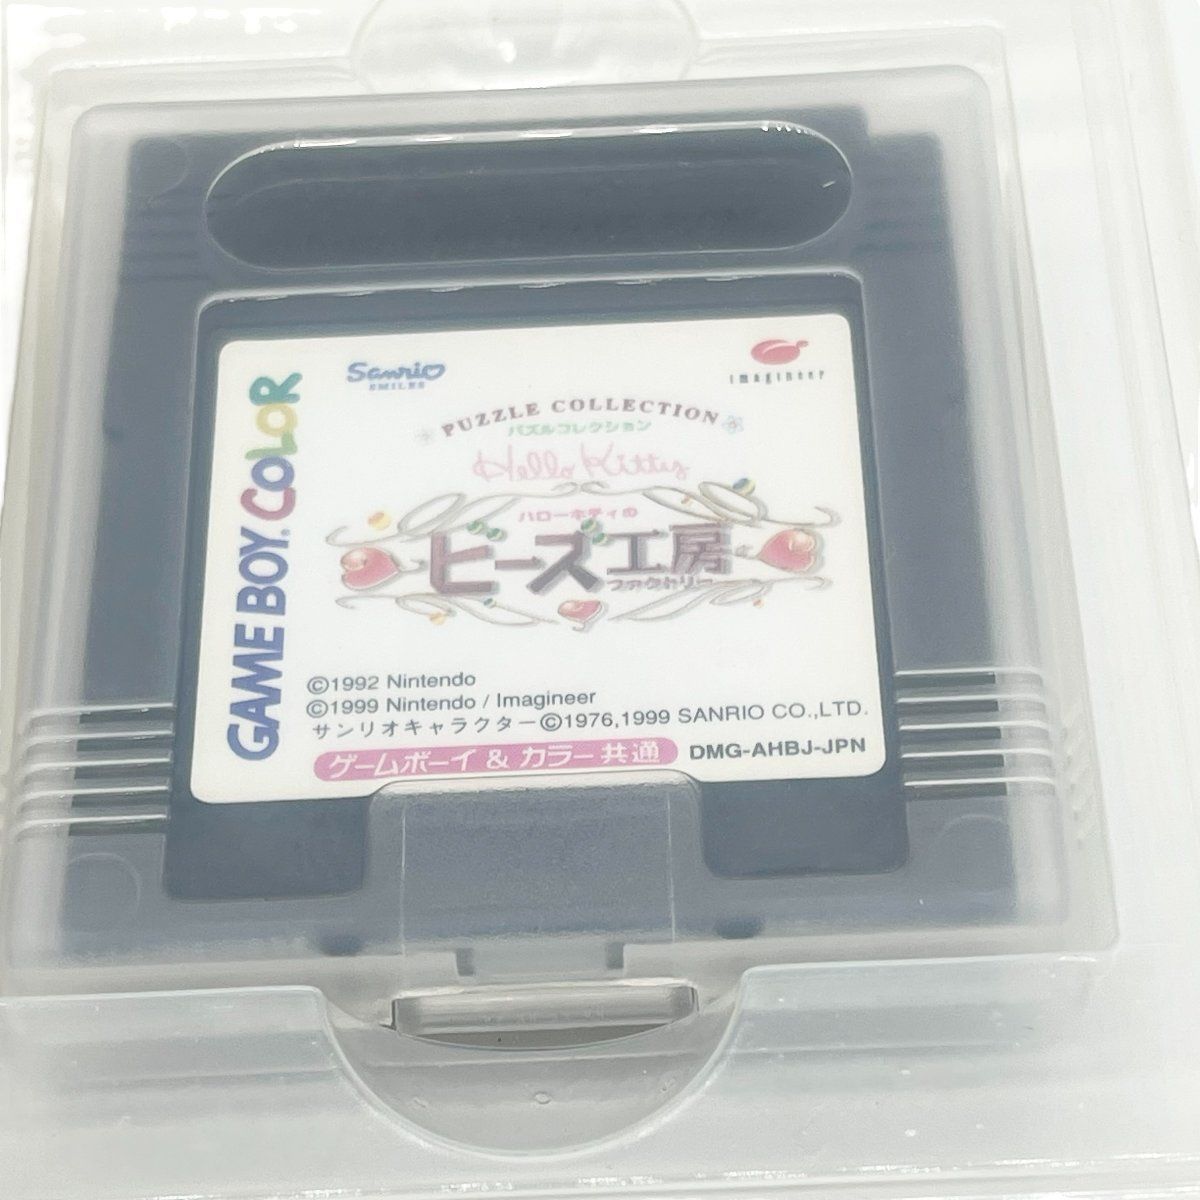 GAME BOY COLOR
Sanrio
SMILES
imagineer
PUZZLE COLLECTION
パズルコレクション
Hello Kitty
ハローキティの
ビーズ工房
ファクトリー
©1992 Nintendo
©1999 Nintendo / Imagineer
サンリオキャラクター©1976,1999 SANRIO CO.,LTD.
ゲームボーイ & カラー共通 DMG-AHBJ-JPN